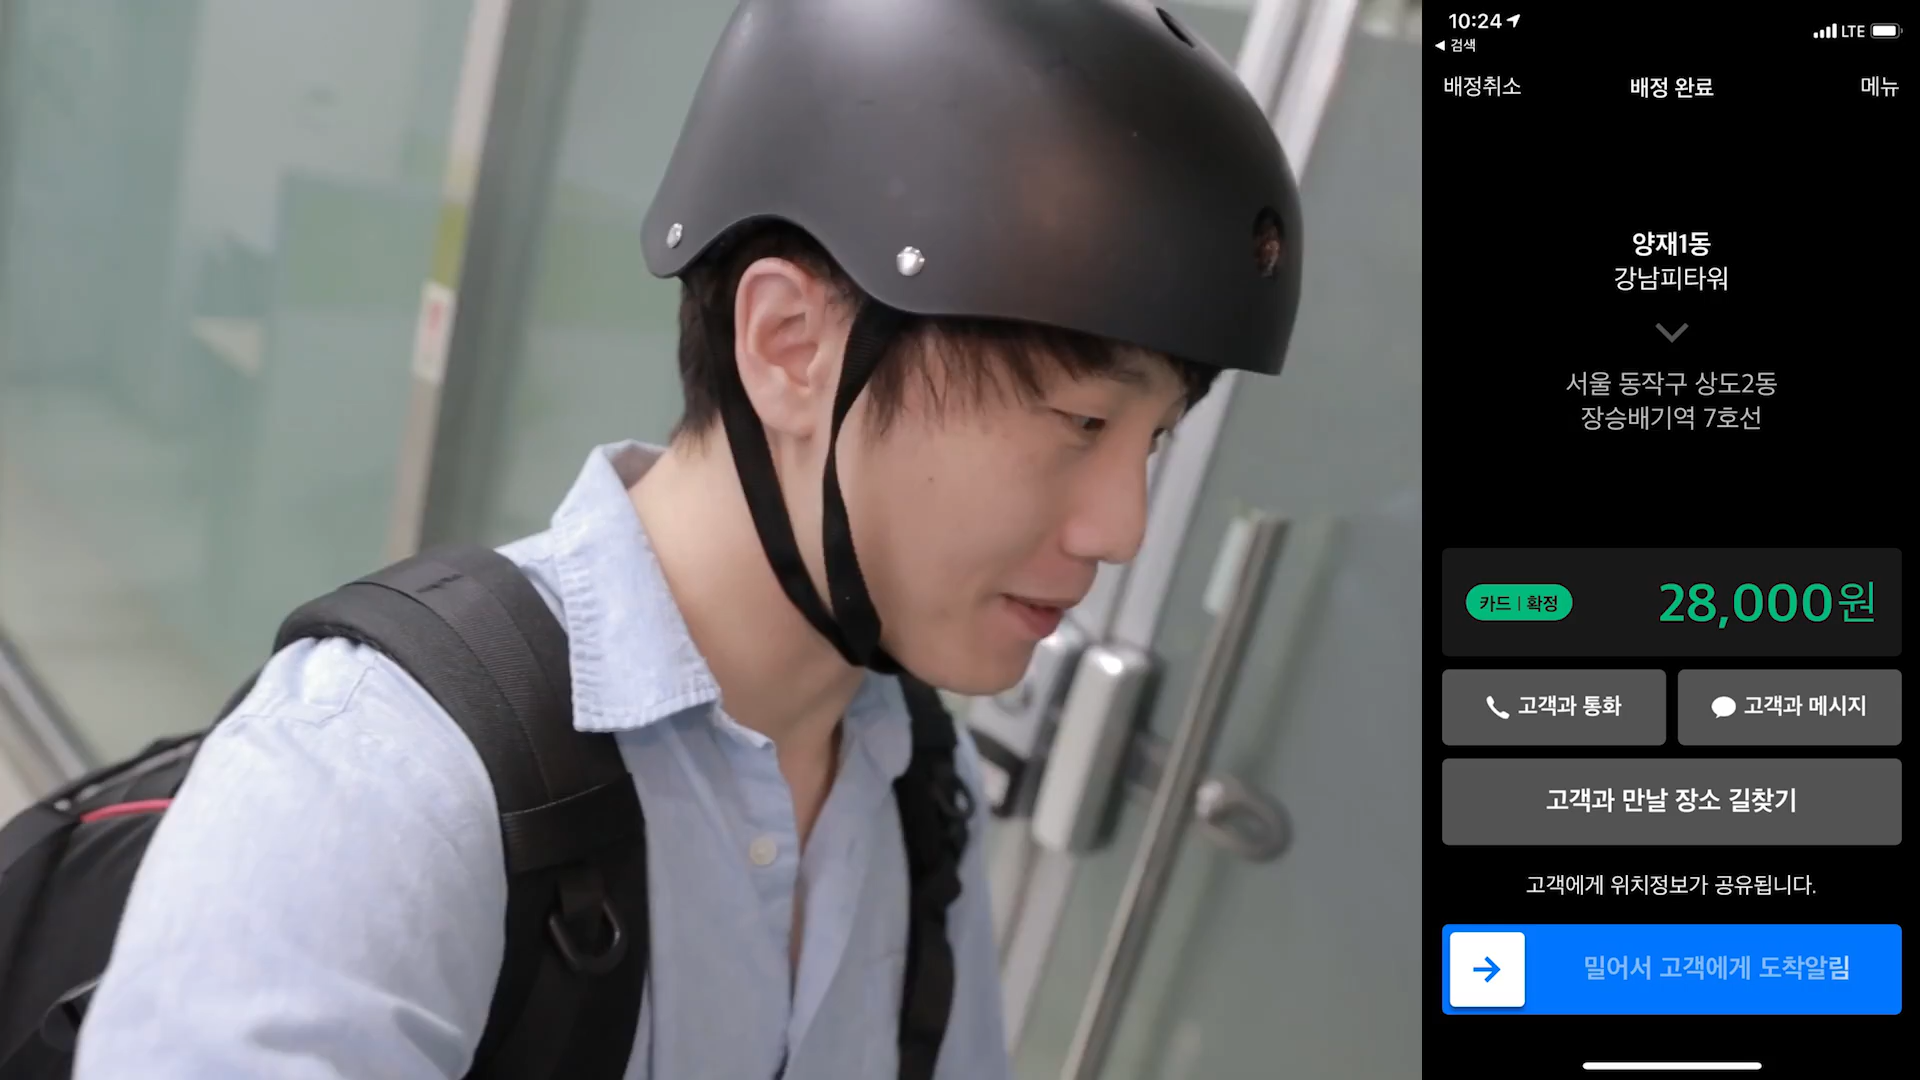 10:24
LTE
◀ 검색
배정취소
배정 완료
메뉴
양재1동
강남피타워
서울 동작구 상도2동
장승배기역 7호선
카드 | 확정
28,000원
고객과 통화
고객과 메시지
고객과 만날 장소 길찾기
고객에게 위치정보가 공유됩니다.
밀어서 고객에게 도착알림